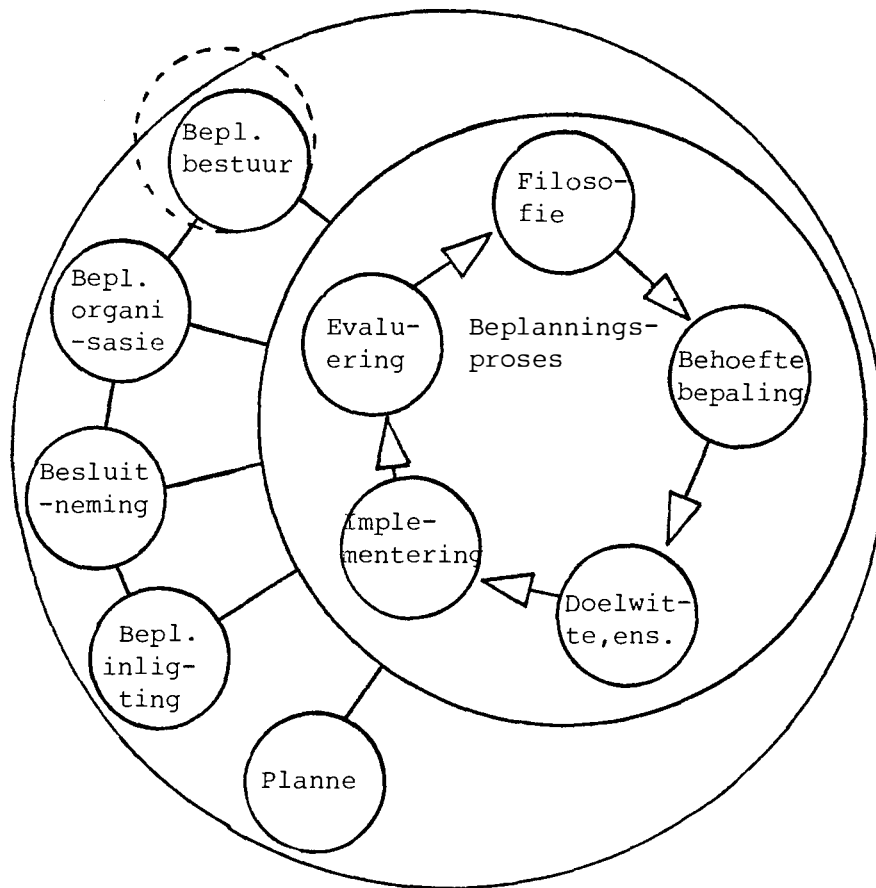 Bepl.
bestuur
Filoso-
fie
Bepl.
organi
-sasie
Evalu-
ering
Beplannings-
proses
Behoefte
bepaling
Besluit
-neming
Imple-
mentering
Doelwit-
te,ens.
Bepl.
inlig-
ting
Planne